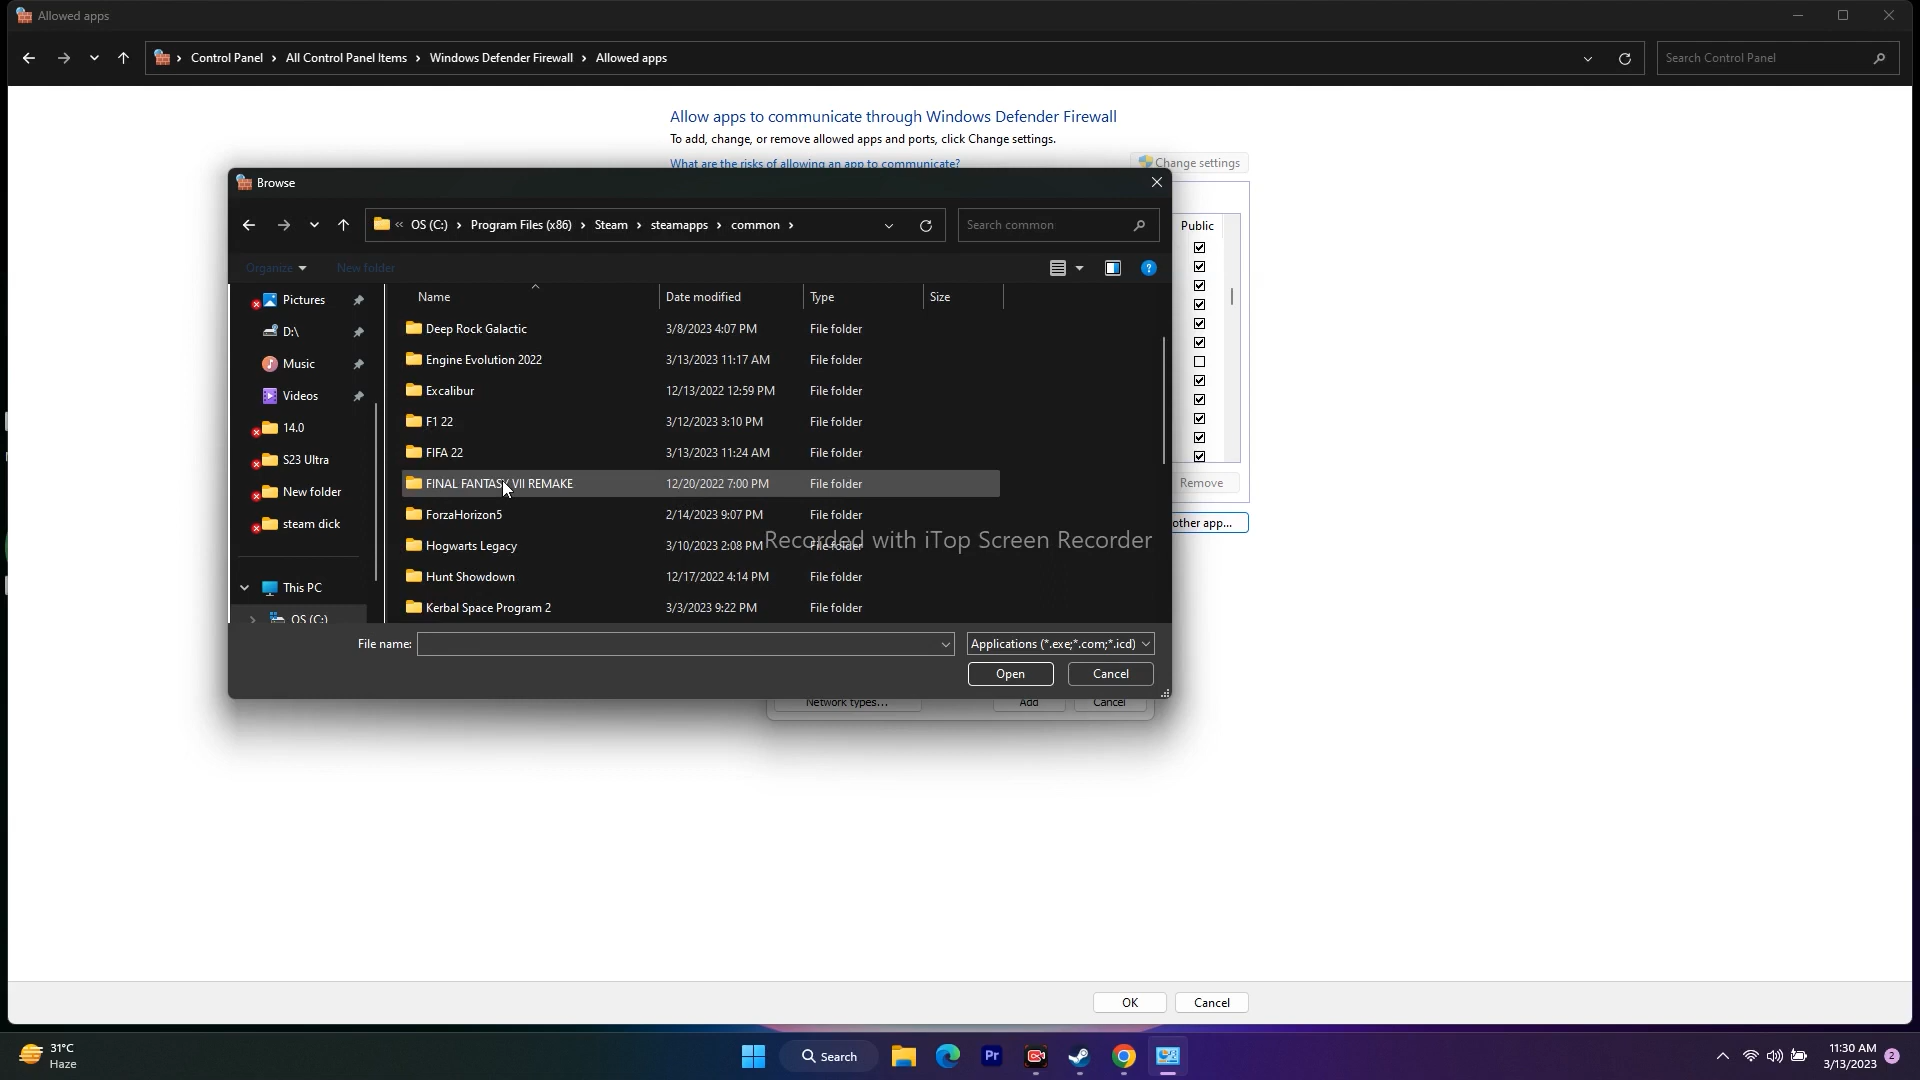 Allowed apps
Control Panel All Control Panel Items Windows Defender Firewall Allowed apps
Search Control Panel
Allow apps to communicate through Windows Defender Firewall
To add, change, or remove allowed apps and ports, click Change settings.
What are the risks of allowing an app to communicate?
Change settings
Browse
« OS (C:) Program Files (x86) Steam steamapps common
Search common
Public
Organize
New folder
?
Name Date modified Type Size
Pictures
D:\
Music
Videos
14.0
S23 Ultra
New folder
steam dick
This PC
OS (C:)
Deep Rock Galactic 3/8/2023 4:07 PM File folder
Engine Evolution 2022 3/13/2023 11:17 AM File folder
Excalibur 12/13/2022 12:59 PM File folder
F1 22 3/12/2023 3:10 PM File folder
FIFA 22 3/13/2023 11:24 AM File folder
FINAL FANTASY VII REMAKE 12/20/2022 7:00 PM File folder
ForzaHorizon5 2/14/2023 9:07 PM File folder
Hogwarts Legacy 3/10/2023 2:08 PM File folder
Hunt Showdown 12/17/2022 4:14 PM File folder
Kerbal Space Program 2 3/3/2023 9:22 PM File folder
Remove
other app...
Recorded with iTop Screen Recorder
File name:
Applications (*.exe;*.com;*.icd)
Open
Cancel
Network types...
Add
Cancel
OK
Cancel
31°C
Haze
Search
Pr
11:30 AM
3/13/2023
2